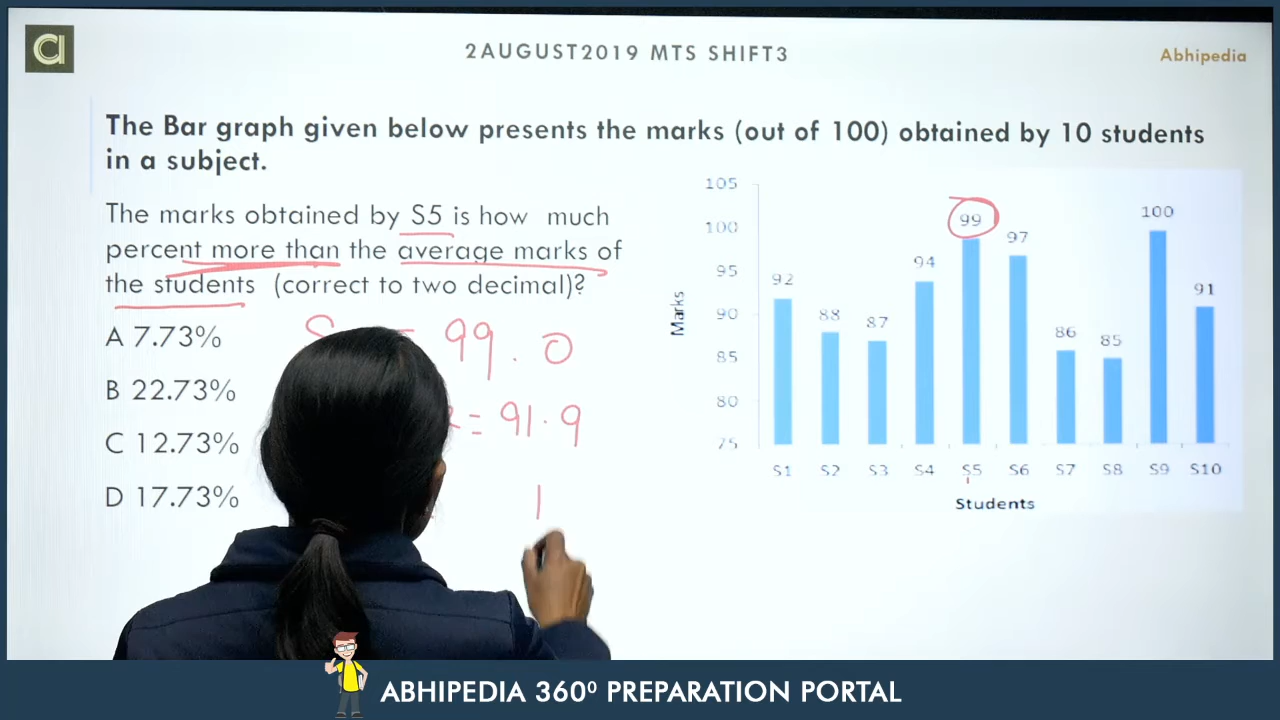 2AUGUST2019 MTS SHIFT3
Abhipedia
The Bar graph given below presents the marks (out of 100) obtained by 10 students
in a subject.
The marks obtained by S5 is how much
percent more than the average marks of
the students (correct to two decimal)?
A 7.73%
B 22.73%
C 12.73%
D 17.73%
= 99.0
= 91.9
1
105
100
95
90
85
80
75
Marks
92
88
87
94
99
97
86
85
100
91
S1 S2 S3 S4 S5 S6 S7 S8 S9 S10
Students
ABHIPEDIA 360⁰ PREPARATION PORTAL